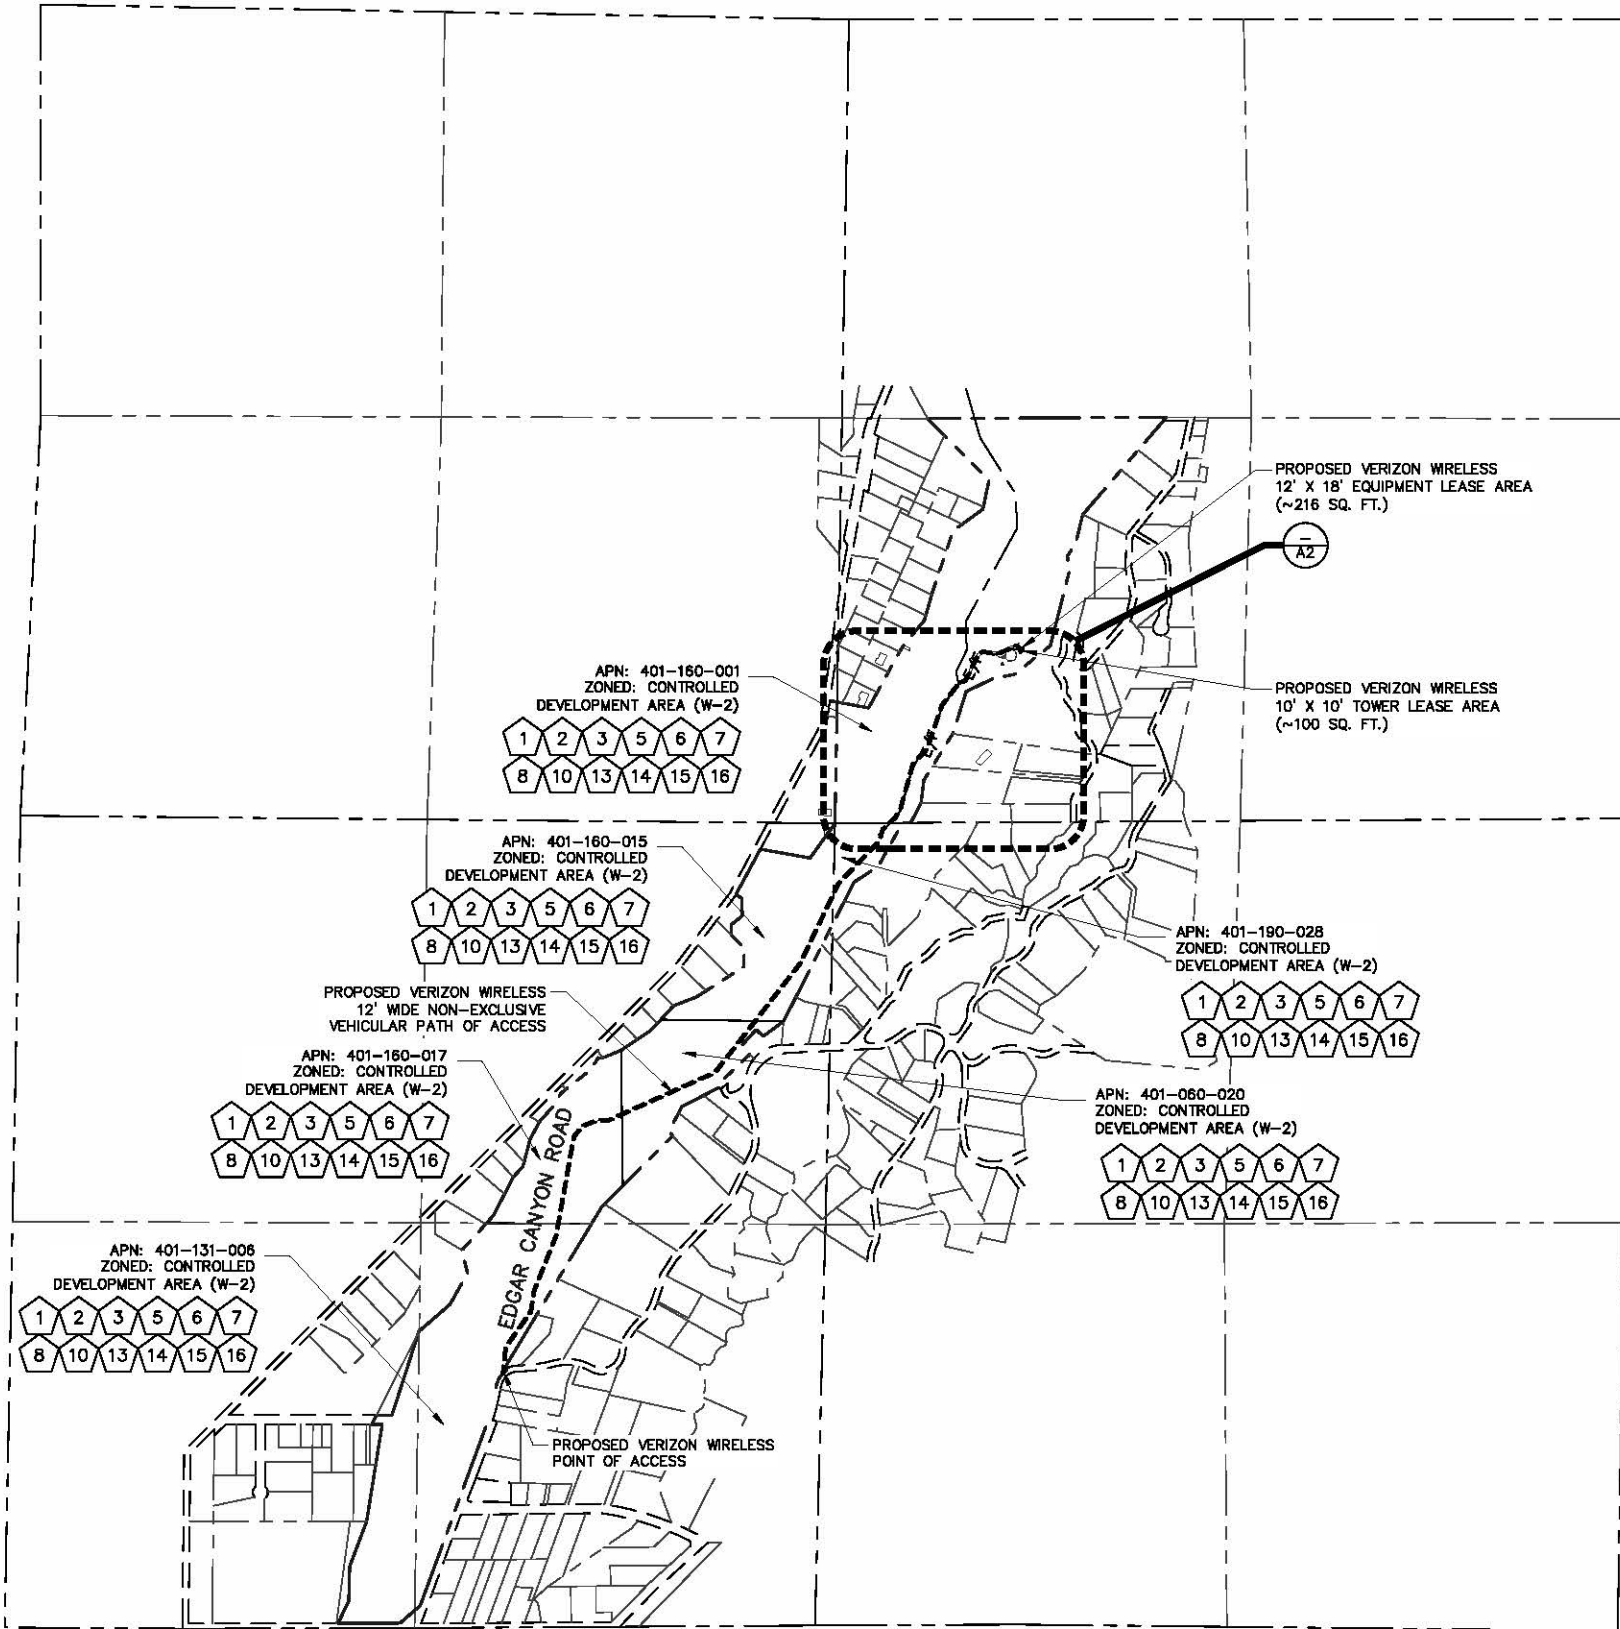 PROPOSED VERIZON WIRELESS
12' X 18' EQUIPMENT LEASE AREA
(~216 SQ. FT.)
–
A2
APN: 401-160-001
ZONED: CONTROLLED
DEVELOPMENT AREA (W-2)
1 2 3 5 6 7
8 10 13 14 15 16
PROPOSED VERIZON WIRELESS
10' X 10' TOWER LEASE AREA
(~100 SQ. FT.)
APN: 401-160-015
ZONED: CONTROLLED
DEVELOPMENT AREA (W-2)
1 2 3 5 6 7
8 10 13 14 15 16
APN: 401-190-028
ZONED: CONTROLLED
DEVELOPMENT AREA (W-2)
1 2 3 5 6 7
8 10 13 14 15 16
PROPOSED VERIZON WIRELESS
12' WIDE NON-EXCLUSIVE
VEHICULAR PATH OF ACCESS
APN: 401-160-017
ZONED: CONTROLLED
DEVELOPMENT AREA (W-2)
1 2 3 5 6 7
8 10 13 14 15 16
APN: 401-060-020
ZONED: CONTROLLED
DEVELOPMENT AREA (W-2)
1 2 3 5 6 7
8 10 13 14 15 16
EDGAR CANYON ROAD
APN: 401-131-006
ZONED: CONTROLLED
DEVELOPMENT AREA (W-2)
1 2 3 5 6 7
8 10 13 14 15 16
PROPOSED VERIZON WIRELESS
POINT OF ACCESS